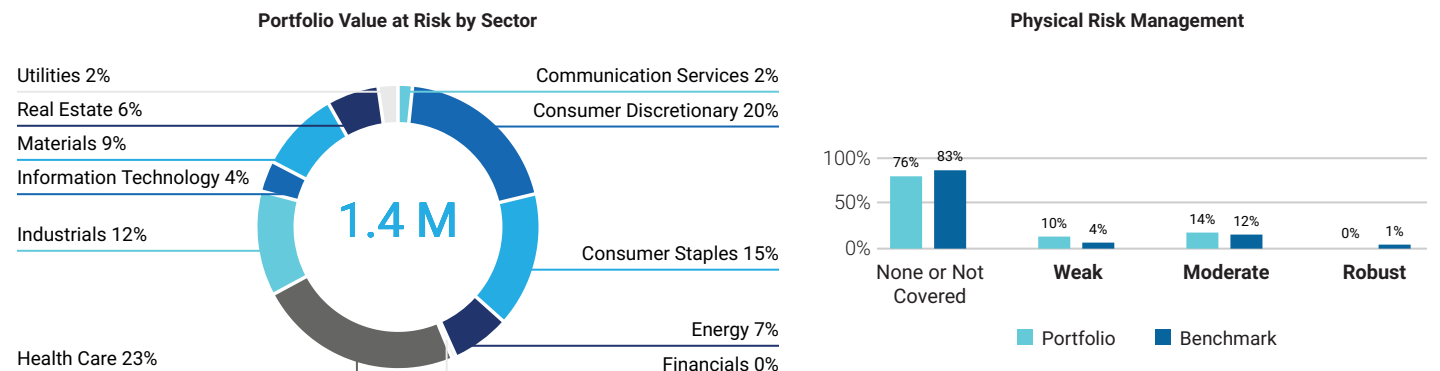 Portfolio Value at Risk by Sector
Utilities 2%
Real Estate 6%
Materials 9%
Information Technology 4%
Industrials 12%
Health Care 23%
1.4 M
Communication Services 2%
Consumer Discretionary 20%
Consumer Staples 15%
Energy 7%
Financials 0%
Physical Risk Management
100%
50%
0%
76%
83%
10%
4%
14%
12%
0%
1%
None or Not
Covered
Weak
Moderate
Robust
Portfolio
Benchmark